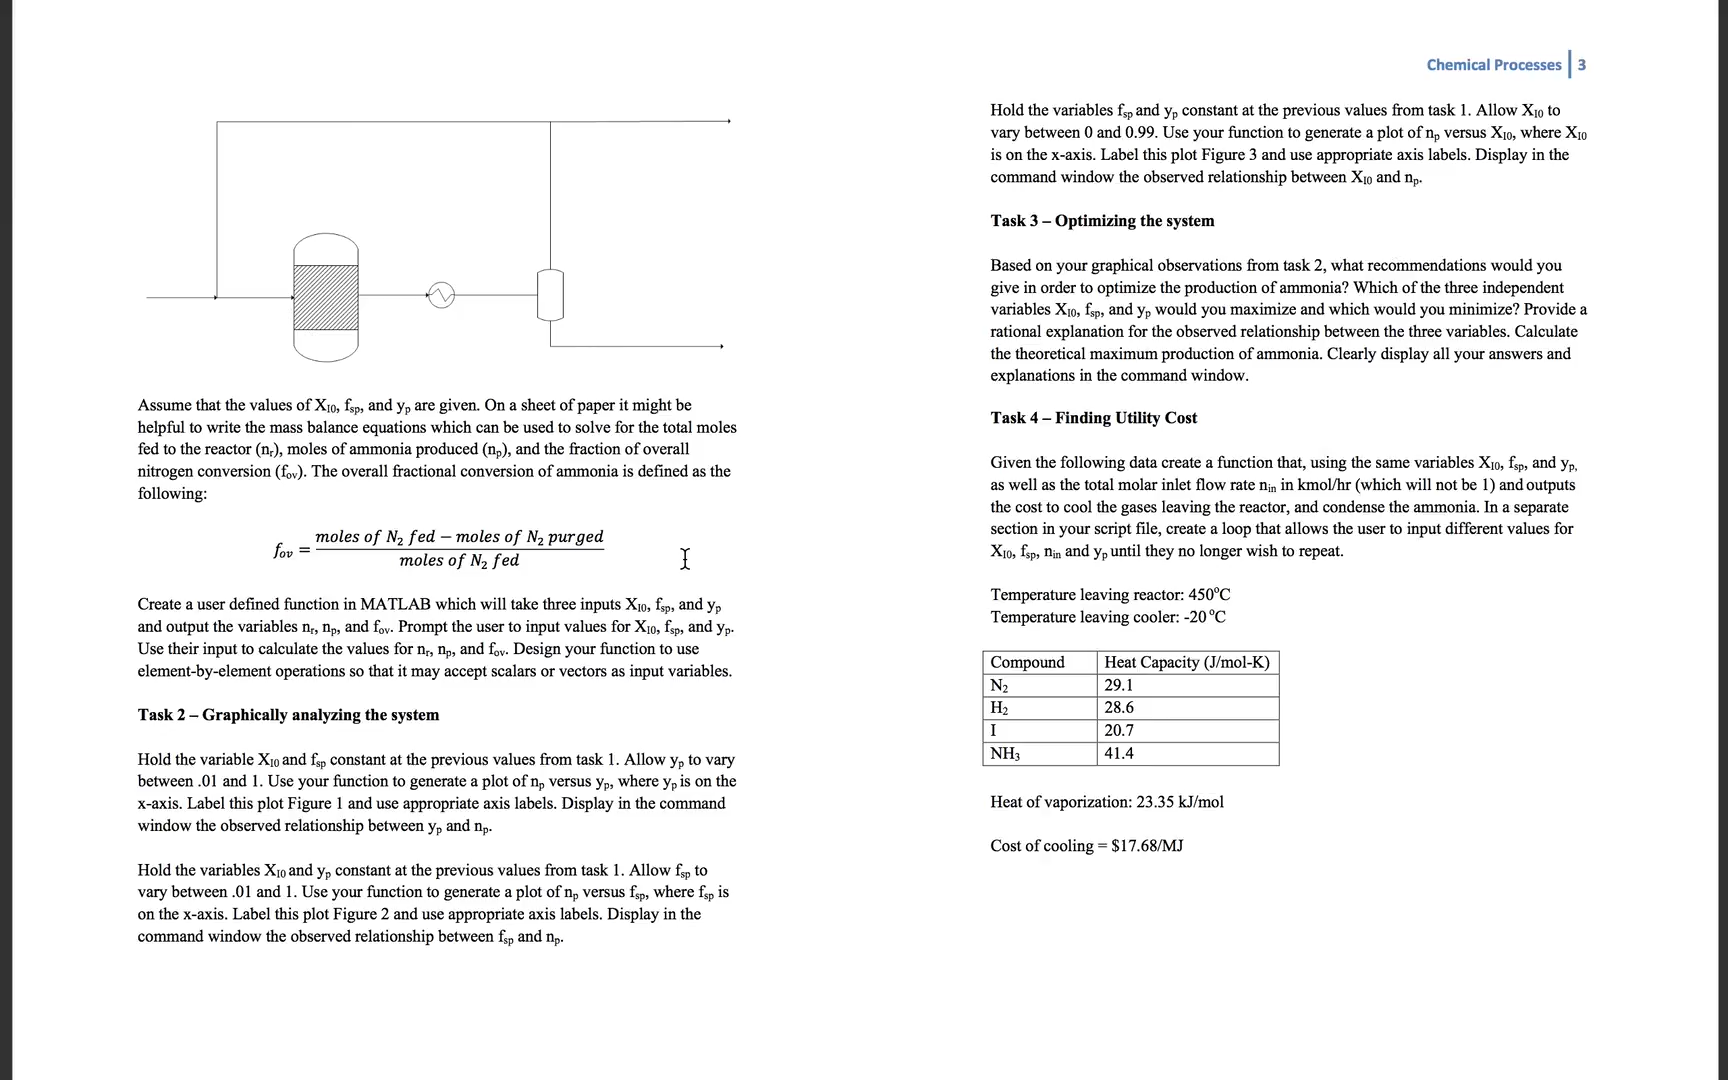 Assume that the values of X₁₀, fₛₚ, and yₚ are given. On a sheet of paper it might be
helpful to write the mass balance equations which can be used to solve for the total moles
fed to the reactor (nᵣ), moles of ammonia produced (nₚ), and the fraction of overall
nitrogen conversion (fₒᵥ). The overall fractional conversion of ammonia is defined as the
following:
fₒᵥ = (moles of N₂ fed − moles of N₂ purged) / (moles of N₂ fed)
Create a user defined function in MATLAB which will take three inputs X_I0, fₛₚ, and yₚ
and output the variables nᵣ, nₚ, and fₒᵥ. Prompt the user to input values for X_I0, fₛₚ, and yₚ.
Use their input to calculate the values for nᵣ, nₚ, and fₒᵥ. Design your function to use
element-by-element operations so that it may accept scalars or vectors as input variables.
Task 2 – Graphically analyzing the system
Hold the variable X_I0 and fₛₚ constant at the previous values from task 1. Allow yₚ to vary
between .01 and 1. Use your function to generate a plot of nₚ versus yₚ, where yₚ is on the
x-axis. Label this plot Figure 1 and use appropriate axis labels. Display in the command
window the observed relationship between yₚ and nₚ.
Hold the variables X_I0 and yₚ constant at the previous values from task 1. Allow fₛₚ to
vary between .01 and 1. Use your function to generate a plot of nₚ versus fₛₚ, where fₛₚ is
on the x-axis. Label this plot Figure 2 and use appropriate axis labels. Display in the
command window the observed relationship between fₛₚ and nₚ.
Chemical Processes 3
Hold the variables fₛₚ and yₚ constant at the previous values from task 1. Allow X_I0 to
vary between 0 and 0.99. Use your function to generate a plot of nₚ versus X_I0, where X_I0
is on the x-axis. Label this plot Figure 3 and use appropriate axis labels. Display in the
command window the observed relationship between X_I0 and nₚ.
Task 3 – Optimizing the system
Based on your graphical observations from task 2, what recommendations would you
give in order to optimize the production of ammonia? Which of the three independent
variables X_I0, fₛₚ, and yₚ would you maximize and which would you minimize? Provide a
rational explanation for the observed relationship between the three variables. Calculate
the theoretical maximum production of ammonia. Clearly display all your answers and
explanations in the command window.
Task 4 – Finding Utility Cost
Given the following data create a function that, using the same variables X_I0, fₛₚ, and yₚ,
as well as the total molar inlet flow rate nᵢₙ in kmol/hr (which will not be 1) and outputs
the cost to cool the gases leaving the reactor, and condense the ammonia. In a separate
section in your script file, create a loop that allows the user to input different values for
X_I0, fₛₚ, nᵢₙ and yₚ until they no longer wish to repeat.
Temperature leaving reactor: 450°C
Temperature leaving cooler: -20 °C
Compound Heat Capacity (J/mol-K)
N₂ 29.1
H₂ 28.6
I 20.7
NH₃ 41.4
Heat of vaporization: 23.35 kJ/mol
Cost of cooling = $17.68/MJ